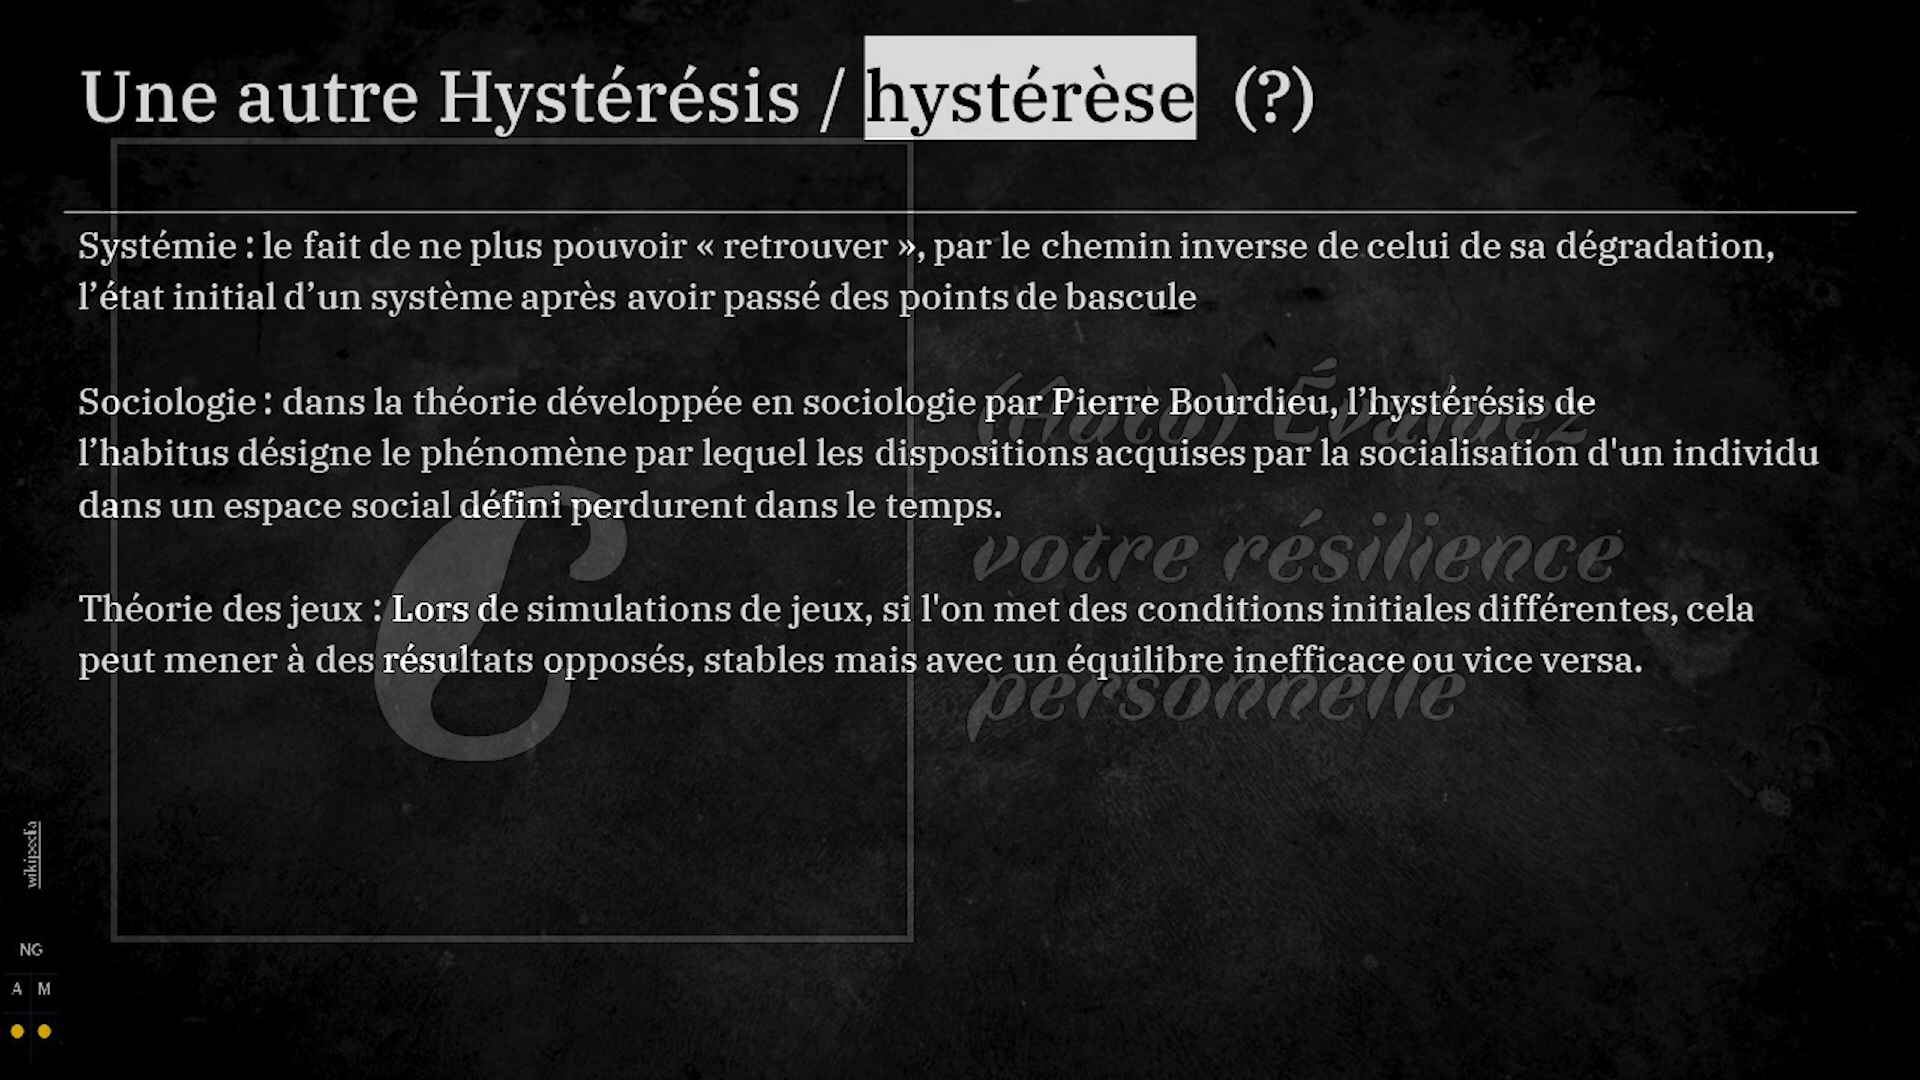 Une autre Hystérésis / hystérèse (?)
Systémie : le fait de ne plus pouvoir « retrouver », par le chemin inverse de celui de sa dégradation,
l’état initial d’un système après avoir passé des points de bascule
Sociologie : dans la théorie développée en sociologie par Pierre Bourdieu, l’hystérésis de
l’habitus désigne le phénomène par lequel les dispositions acquises par la socialisation d'un individu
dans un espace social défini perdurent dans le temps.
Théorie des jeux : Lors de simulations de jeux, si l'on met des conditions initiales différentes, cela
peut mener à des résultats opposés, stables mais avec un équilibre inefficace ou vice versa.
(Auto) Évaluez
votre résilience
personnelle
C
wikipedia
NG
A M